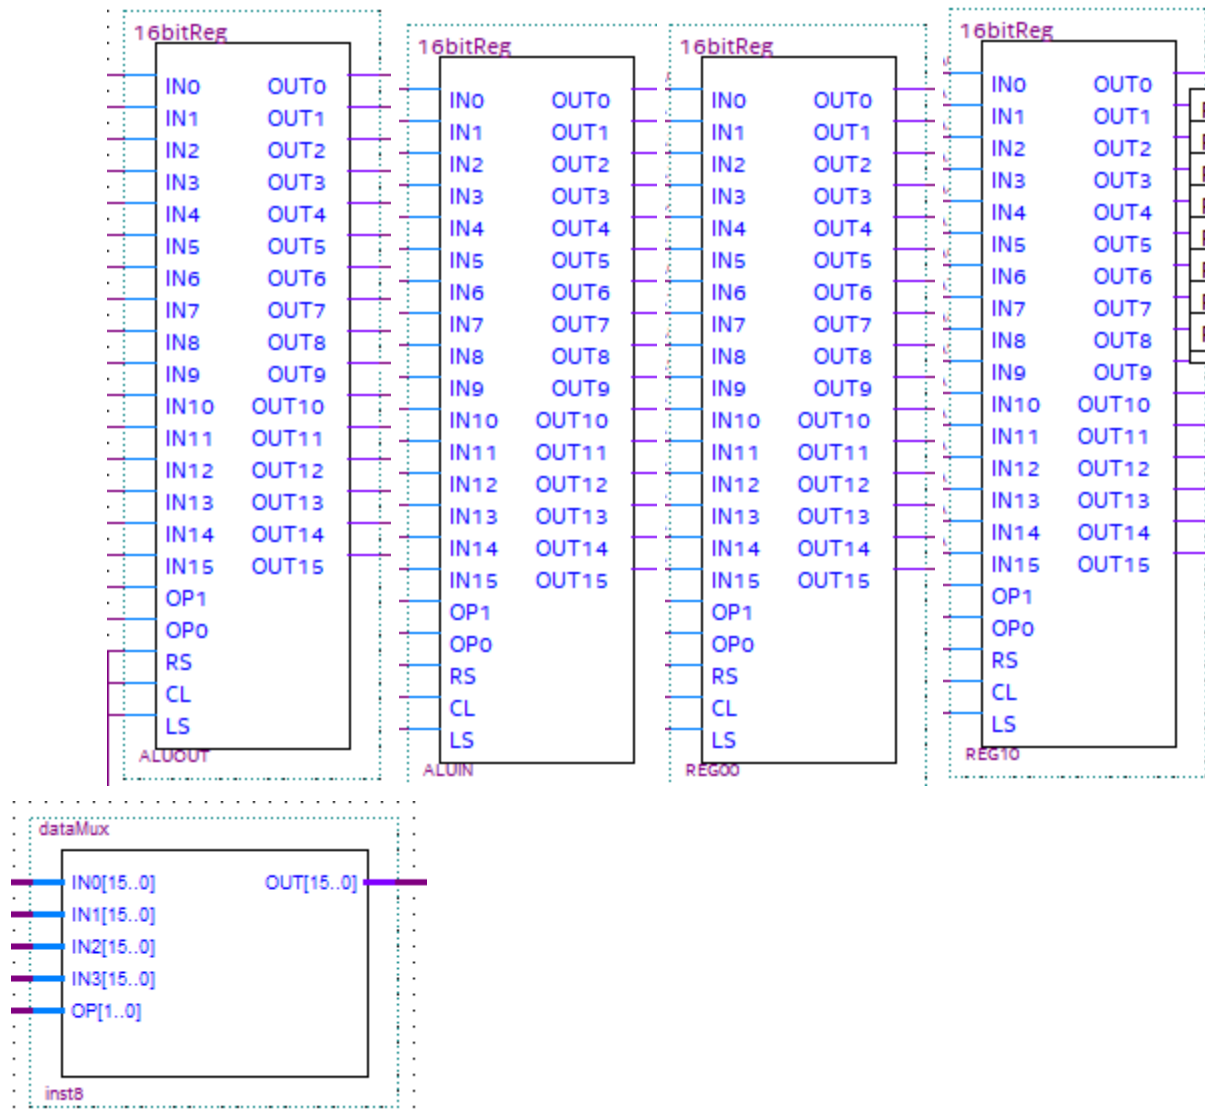 16bitReg
IN0 OUT0
IN1 OUT1
IN2 OUT2
IN3 OUT3
IN4 OUT4
IN5 OUT5
IN6 OUT6
IN7 OUT7
IN8 OUT8
IN9 OUT9
IN10 OUT10
IN11 OUT11
IN12 OUT12
IN13 OUT13
IN14 OUT14
IN15 OUT15
OP1
OP0
RS
CL
LS
ALUOUT
16bitReg
IN0 OUT0
IN1 OUT1
IN2 OUT2
IN3 OUT3
IN4 OUT4
IN5 OUT5
IN6 OUT6
IN7 OUT7
IN8 OUT8
IN9 OUT9
IN10 OUT10
IN11 OUT11
IN12 OUT12
IN13 OUT13
IN14 OUT14
IN15 OUT15
OP1
OP0
RS
CL
LS
ALUIN
16bitReg
IN0 OUT0
IN1 OUT1
IN2 OUT2
IN3 OUT3
IN4 OUT4
IN5 OUT5
IN6 OUT6
IN7 OUT7
IN8 OUT8
IN9 OUT9
IN10 OUT10
IN11 OUT11
IN12 OUT12
IN13 OUT13
IN14 OUT14
IN15 OUT15
OP1
OP0
RS
CL
LS
REG00
16bitReg
IN0 OUT0
IN1 OUT1
IN2 OUT2
IN3 OUT3
IN4 OUT4
IN5 OUT5
IN6 OUT6
IN7 OUT7
IN8 OUT8
IN9 OUT9
IN10 OUT10
IN11 OUT11
IN12 OUT12
IN13 OUT13
IN14 OUT14
IN15 OUT15
OP1
OP0
RS
CL
LS
REG10
dataMux
IN0[15..0] OUT[15..0]
IN1[15..0]
IN2[15..0]
IN3[15..0]
OP[1..0]
inst8